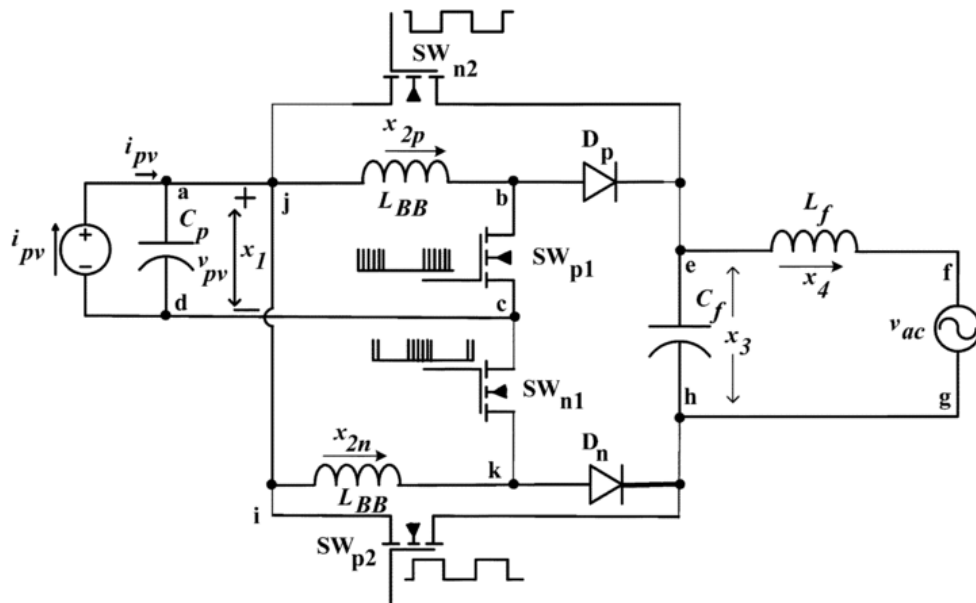 SW n2
x 2p
D p
i pv
a
+
j
L BB
b
L f
C p
i pv
x 1
SW p1
v pv
e
x 4
f
d
c
C f
v ac
x 3
SW n1
h
g
x 2n
D n
k
L BB
i
SW p2